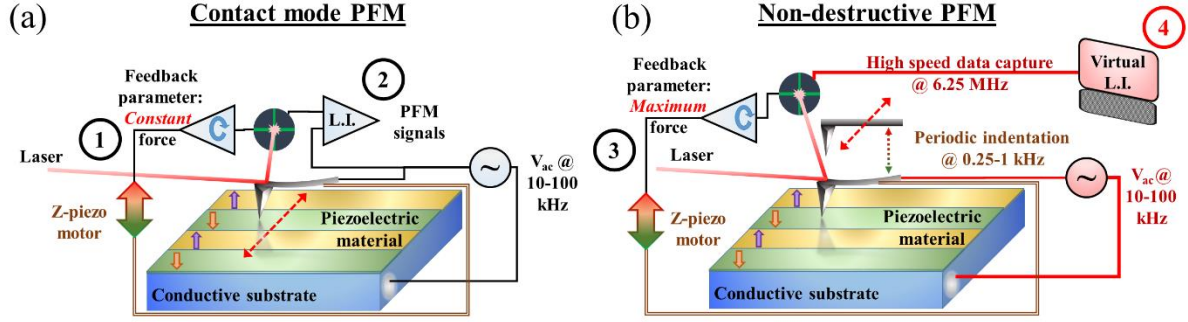 (a)
Contact mode PFM
Feedback
parameter:
Constant
force
1
2
L.I.
PFM
signals
Laser
~
V_ac @
10-100
kHz
Z-piezo
motor
Piezoelectric
material
Conductive substrate
(b)
Non-destructive PFM
4
Feedback
parameter:
Maximum
force
3
High speed data capture
@ 6.25 MHz
Virtual
L.I.
Periodic indentation
@ 0.25-1 kHz
Laser
~
V_ac @
10-100
kHz
Z-piezo
motor
Piezoelectric
material
Conductive substrate